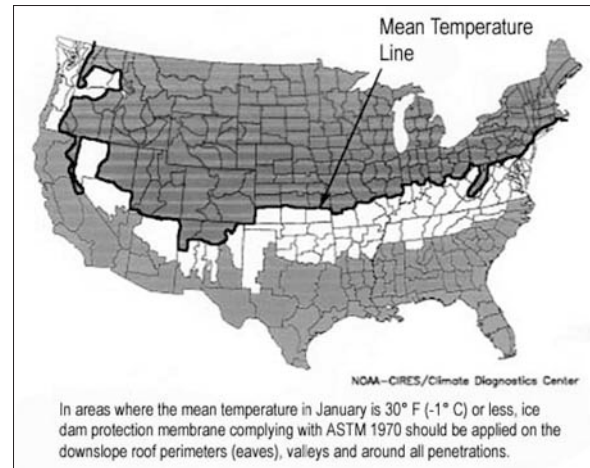 Mean Temperature
Line
NOAA-CIRES/Climate Diagnostics Center
In areas where the mean temperature in January is 30° F (-1° C) or less, ice
dam protection membrane complying with ASTM 1970 should be applied on the
downslope roof perimeters (eaves), valleys and around all penetrations.